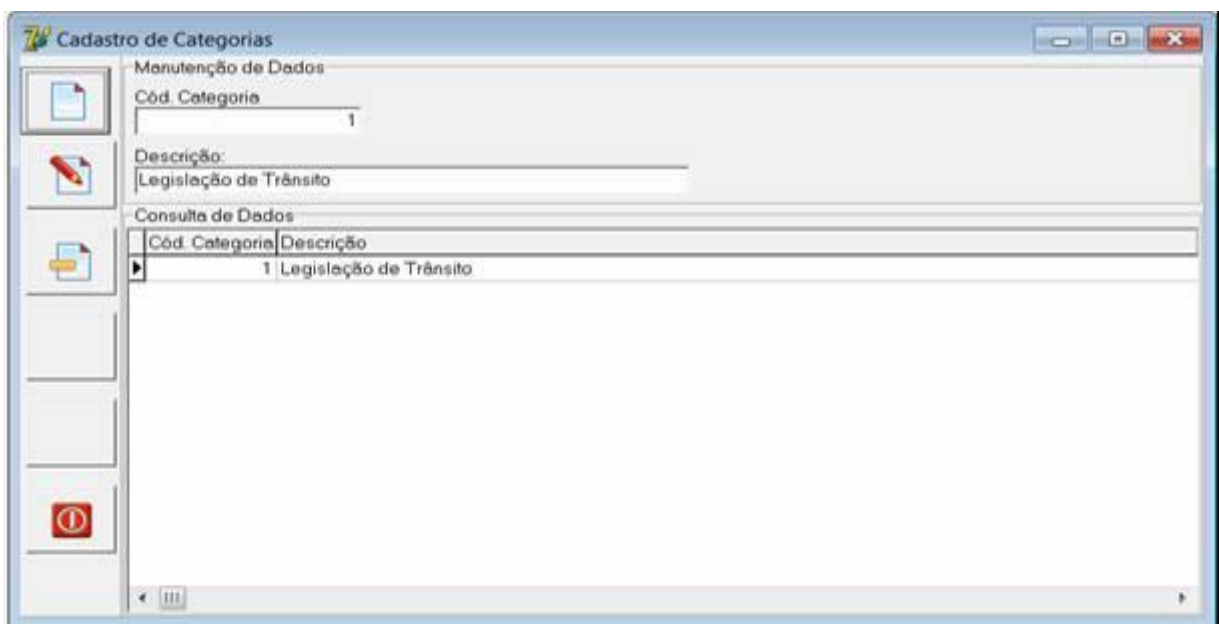 Cadastro de Categorias
Manutenção de Dados
Cód. Categoria
1
Descrição:
Legislação de Trânsito
Consulta de Dados
Cód. Categoria Descrição
1 Legislação de Trânsito